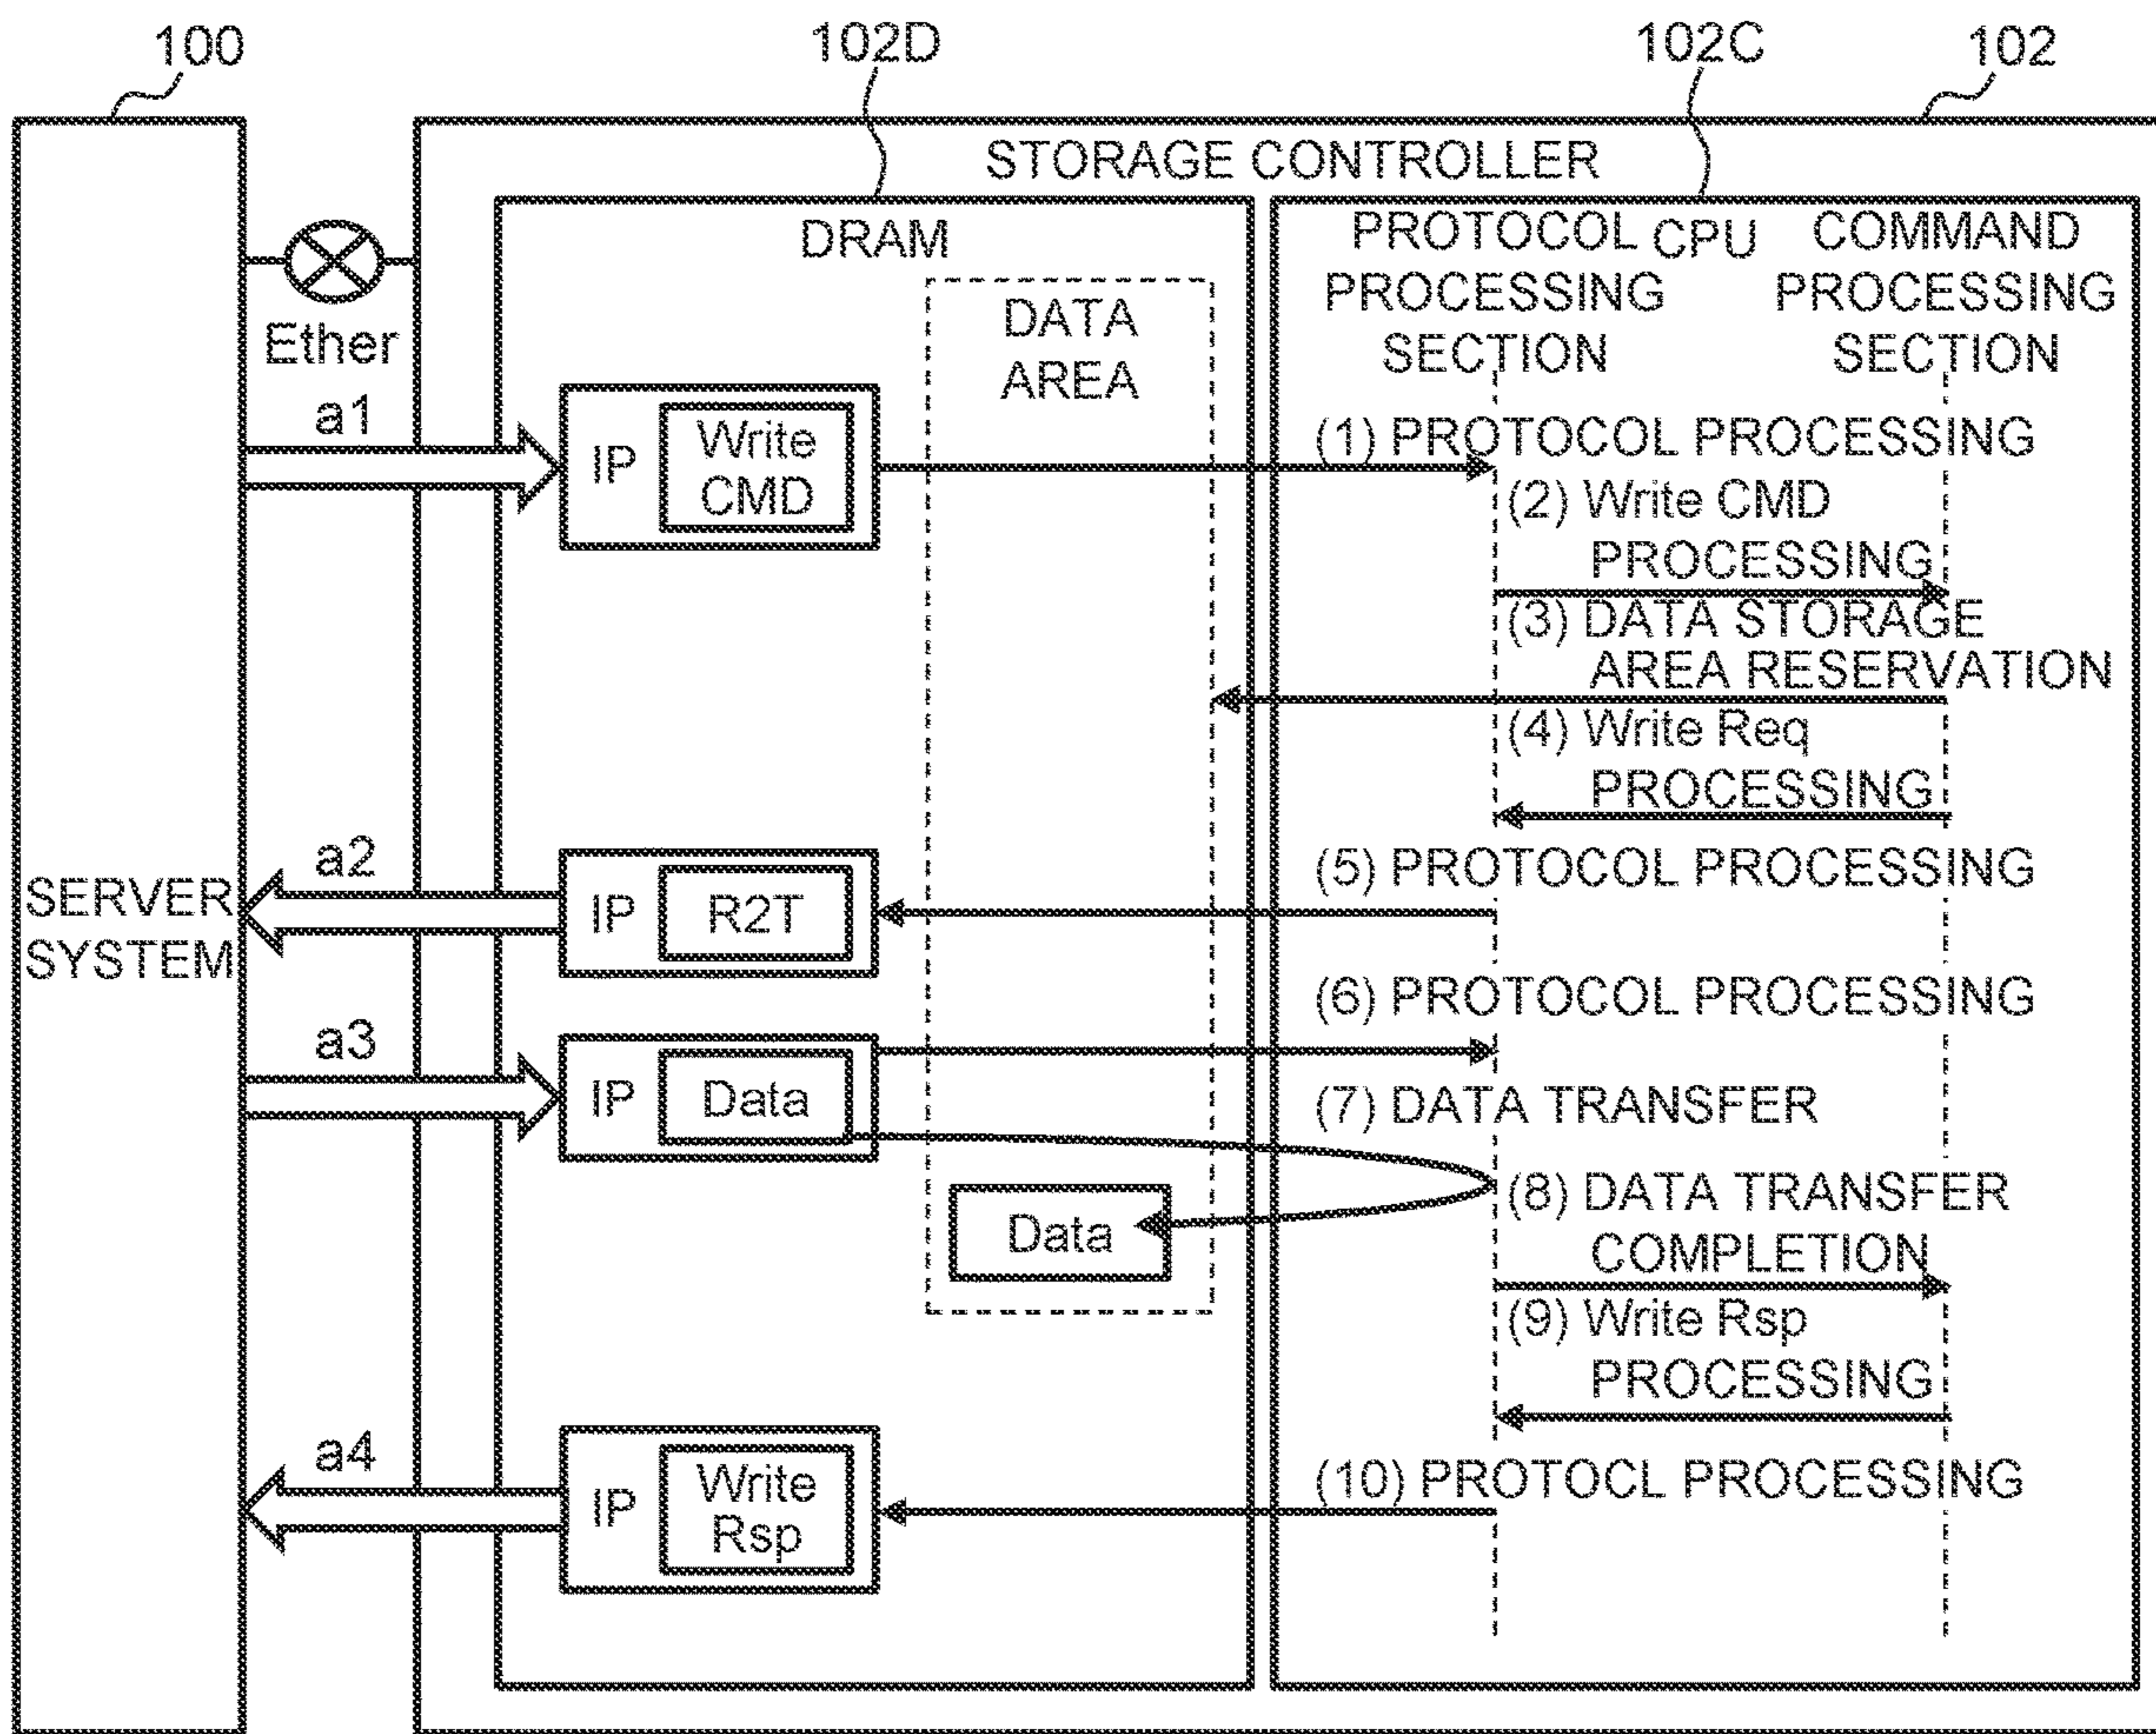 100
102D
102C
102
STORAGE CONTROLLER
DRAM
PROTOCOL
PROCESSING
SECTION
CPU
COMMAND
PROCESSING
SECTION
Ether
DATA
AREA
a1
IP
Write
CMD
(1) PROTOCOL PROCESSING
(2) Write CMD
PROCESSING
(3) DATA STORAGE
AREA RESERVATION
(4) Write Req
PROCESSING
SERVER
SYSTEM
a2
IP
R2T
(5) PROTOCOL PROCESSING
(6) PROTOCOL PROCESSING
a3
IP
Data
(7) DATA TRANSFER
Data
(8) DATA TRANSFER
COMPLETION
(9) Write Rsp
PROCESSING
a4
IP
Write
Rsp
(10) PROTOCL PROCESSING